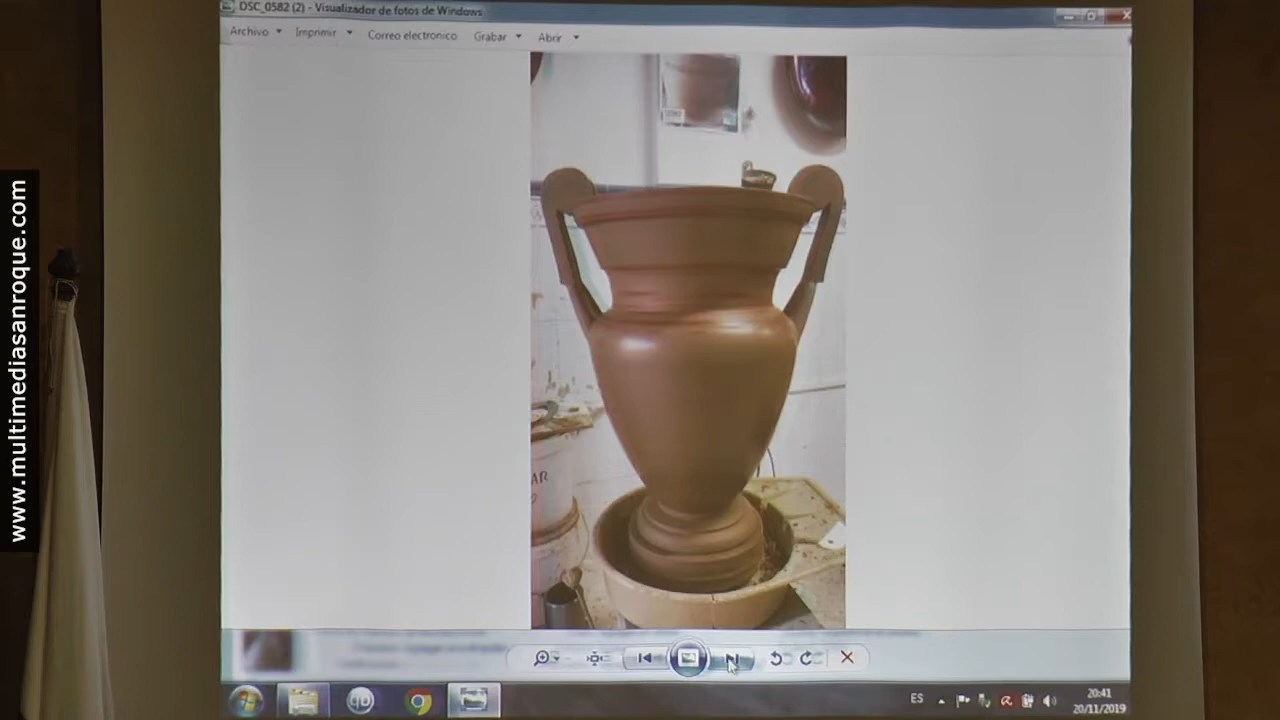 DSC_0582 (2) - Visualizador de fotos de Windows
Archivo Imprimir Correo electrónico Grabar Abrir
www.multimediasanroque.com
AR
ES
20:41
20/11/2019